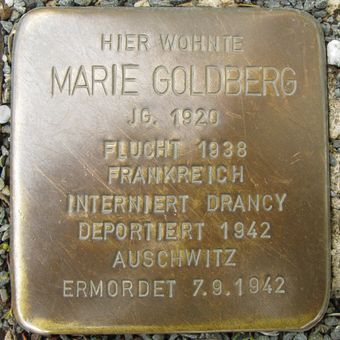 HIER WOHNTE
MARIE GOLDBERG
JG. 1920
FLUCHT 1938
FRANKREICH
INTERNIERT DRANCY
DEPORTIERT 1942
AUSCHWITZ
ERMORDET 7.9.1942